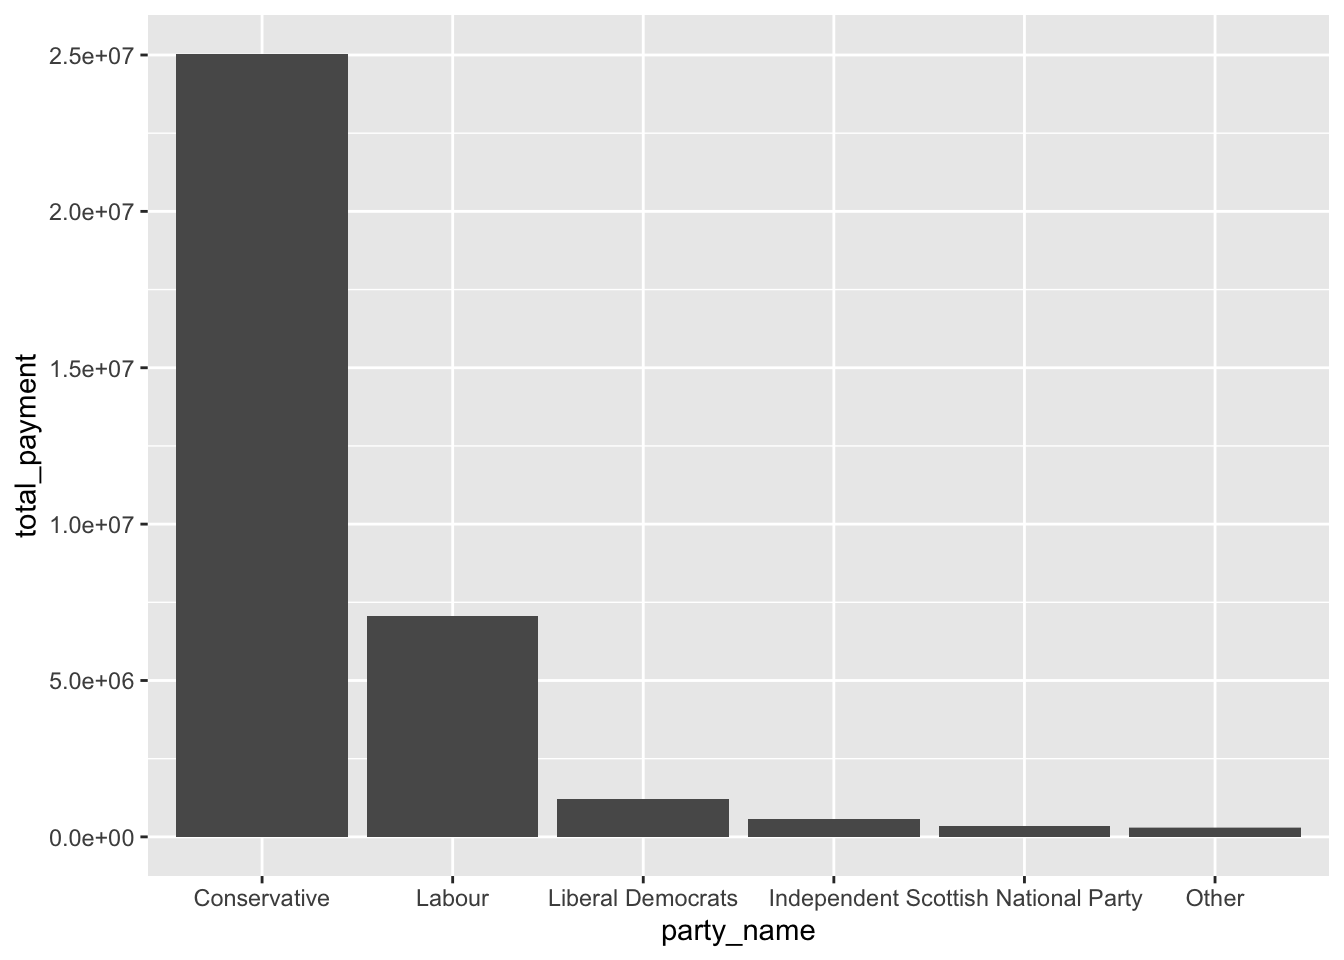 2.5e+07
2.0e+07
1.5e+07
1.0e+07
5.0e+06
0.0e+00
total_payment
Conservative Labour Liberal Democrats Independent Scottish National Party Other
party_name